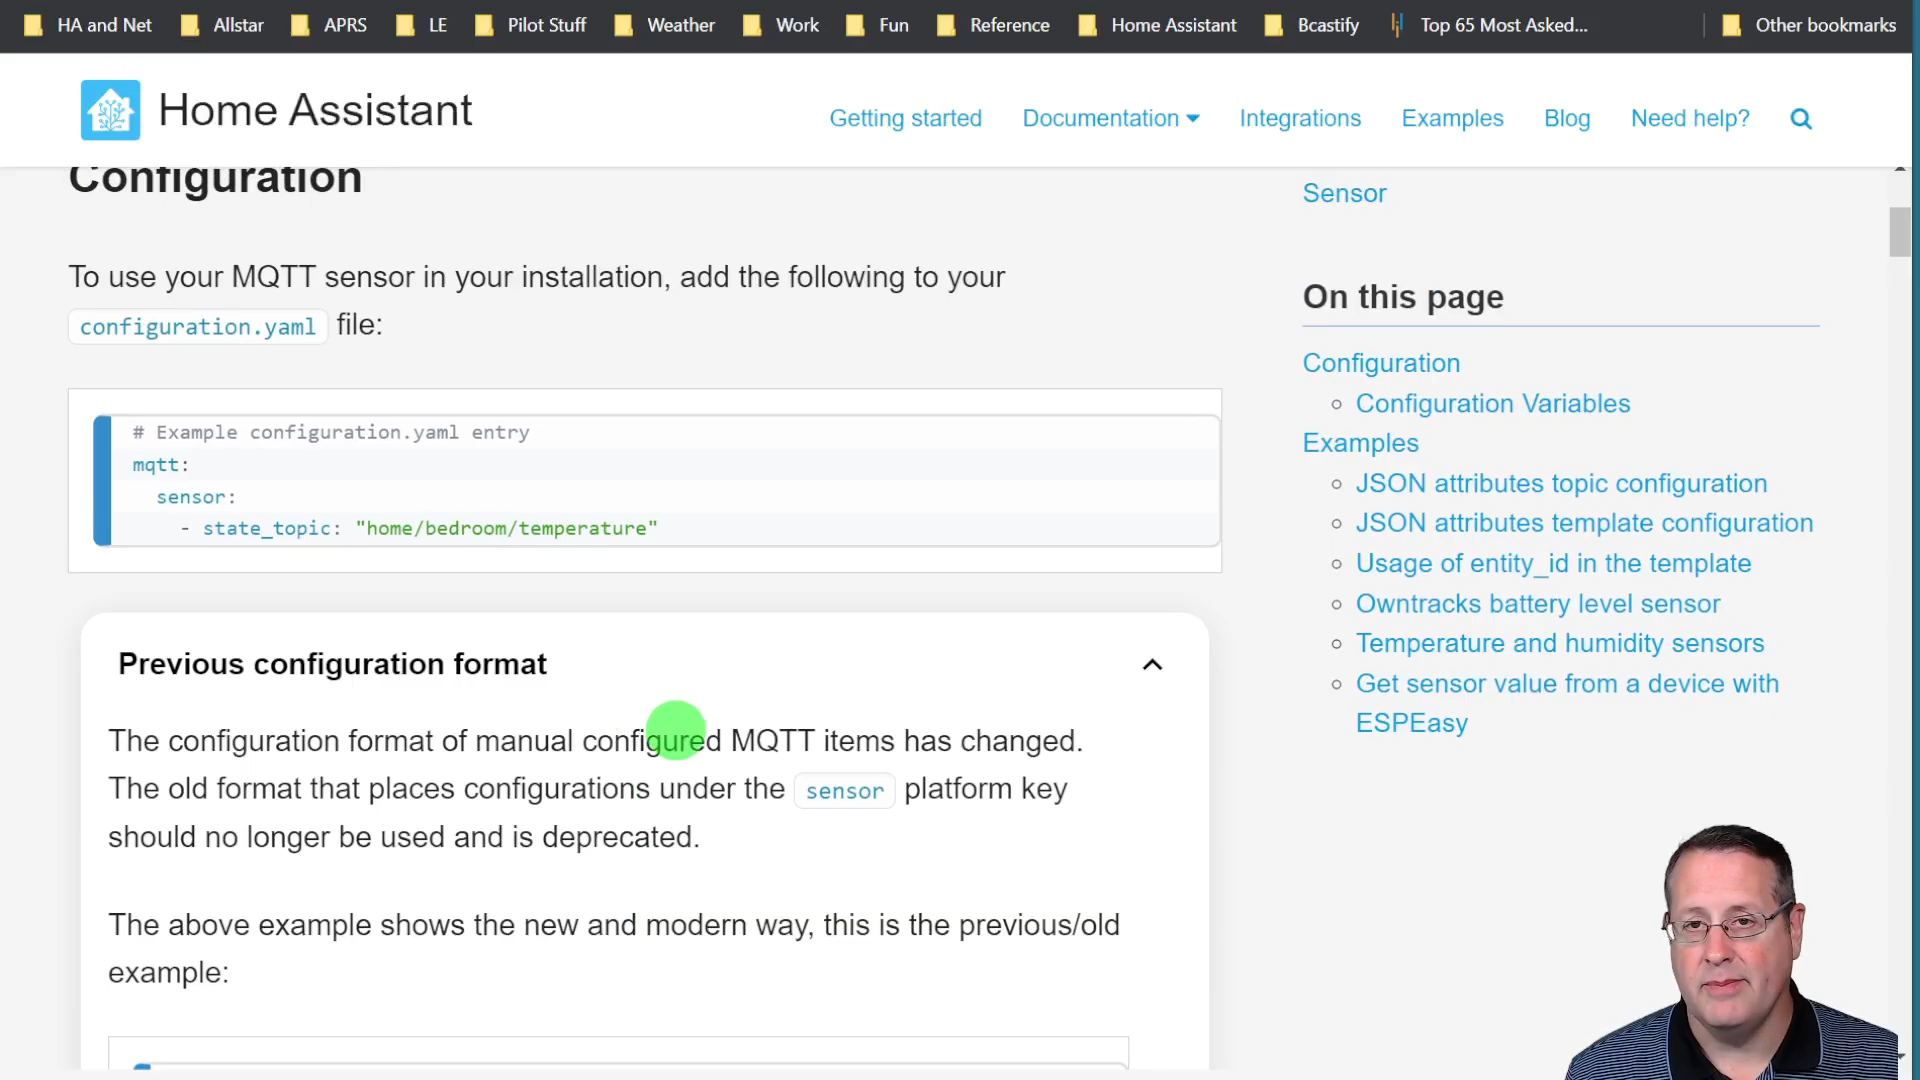 HA and Net
Allstar
APRS
LE
Pilot Stuff
Weather
Work
Fun
Reference
Home Assistant
Bcastify
Top 65 Most Asked...
Other bookmarks
Home Assistant
Getting started
Documentation
Integrations
Examples
Blog
Need help?
Configuration
To use your MQTT sensor in your installation, add the following to your
configuration.yaml file:
# Example configuration.yaml entry
mqtt:
  sensor:
    - state_topic: "home/bedroom/temperature"
Previous configuration format
The configuration format of manual configured MQTT items has changed.
The old format that places configurations under the sensor platform key
should no longer be used and is deprecated.
The above example shows the new and modern way, this is the previous/old
example:
Sensor
On this page
Configuration
Configuration Variables
Examples
JSON attributes topic configuration
JSON attributes template configuration
Usage of entity_id in the template
Owntracks battery level sensor
Temperature and humidity sensors
Get sensor value from a device with
ESPEasy